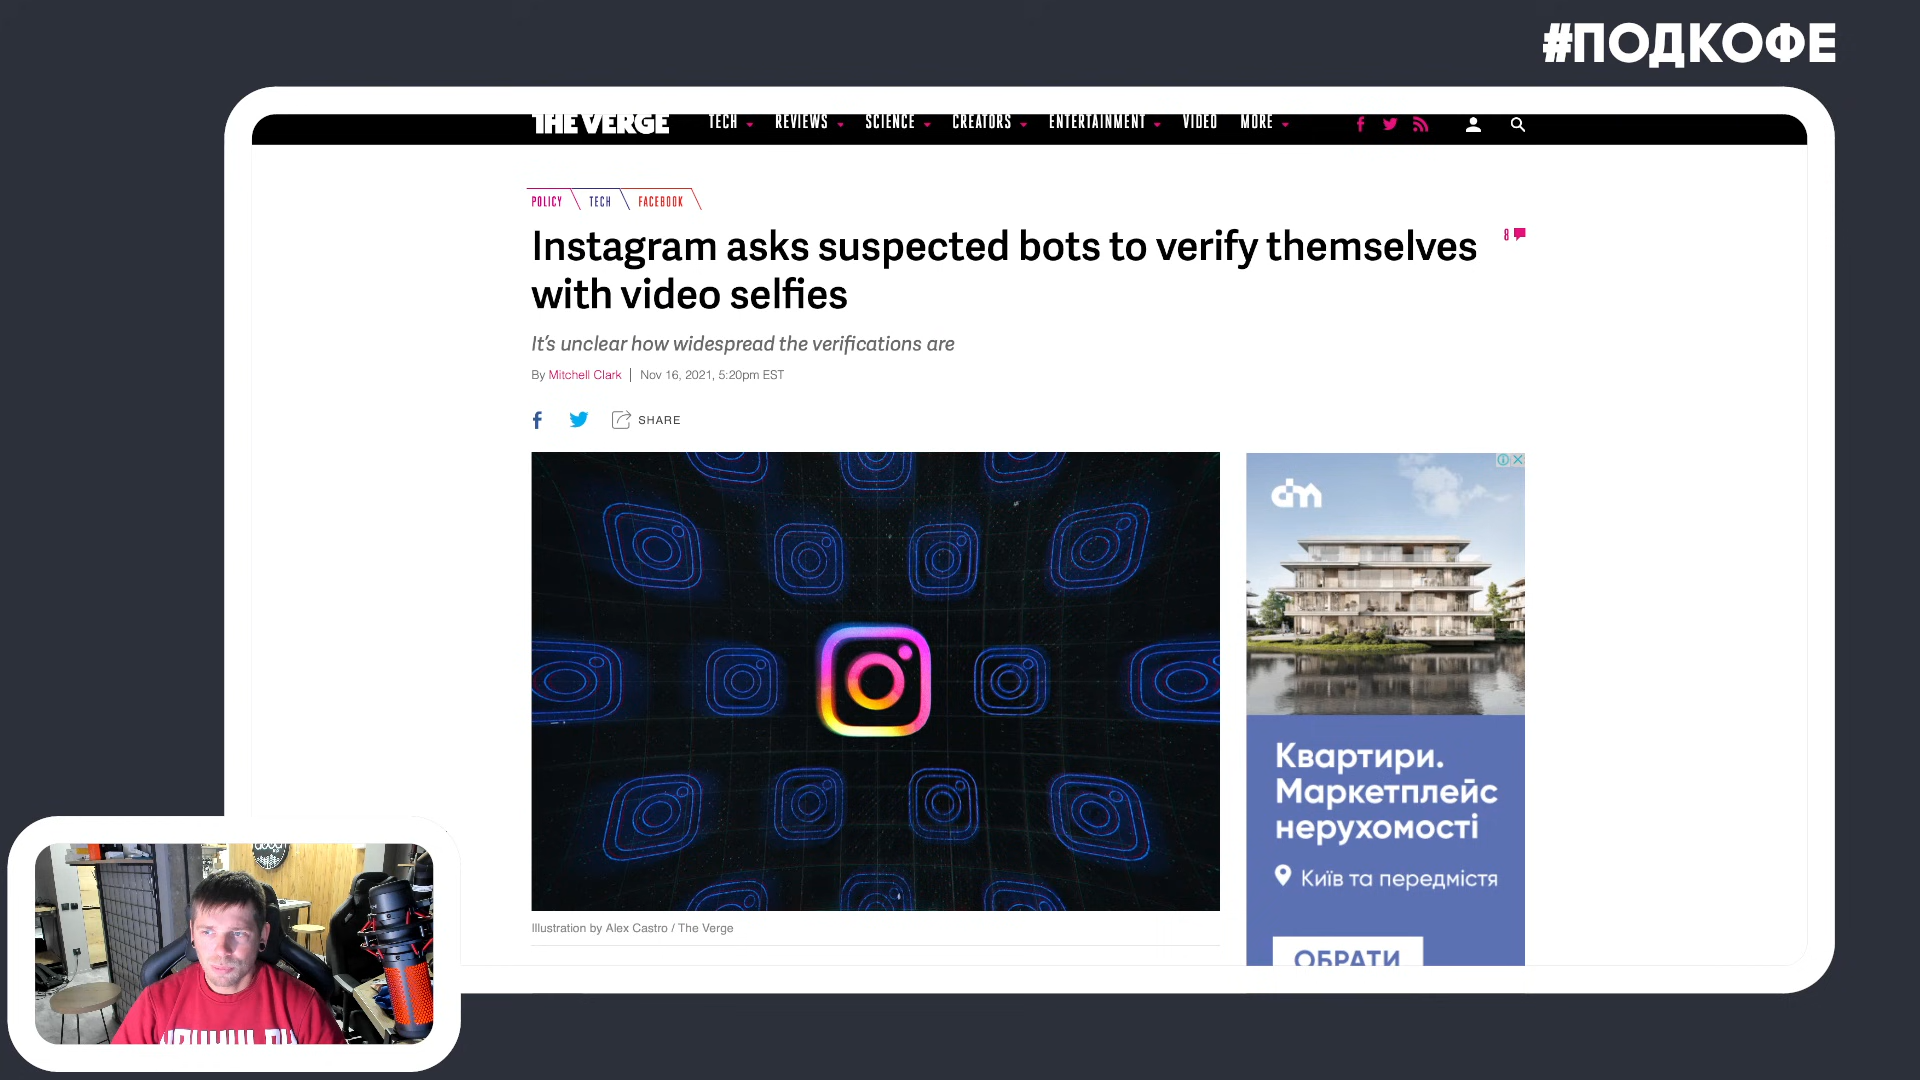 #ПОДКОФЕ
THE VERGE TECH REVIEWS SCIENCE CREATORS ENTERTAINMENT VIDEO MORE
POLICY TECH FACEBOOK
Instagram asks suspected bots to verify themselves
with video selfies
8
It's unclear how widespread the verifications are
By Mitchell Clark | Nov 16, 2021, 5:20pm EST
SHARE
dim
Квартири.
Маркетплейс
нерухомості
Київ та передмістя
ОБРАТИ
Illustration by Alex Castro / The Verge